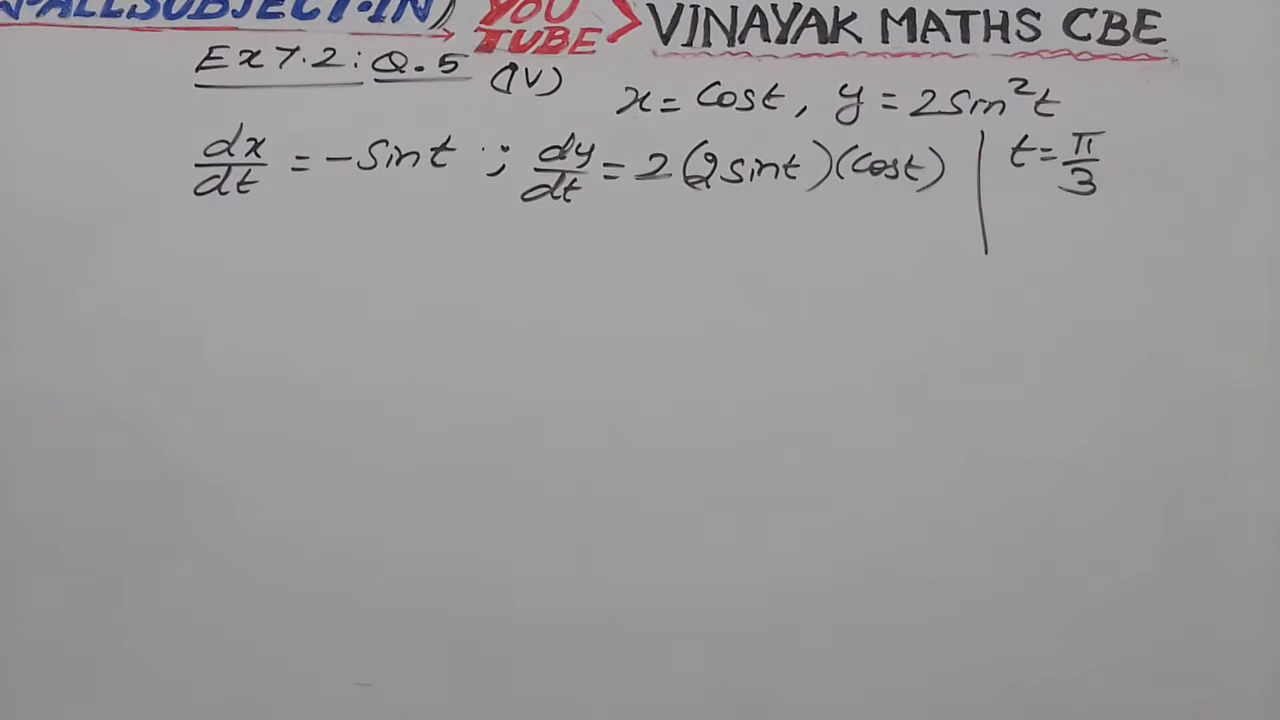 ALLSUBJECT.IN) YOU TUBE > VINAYAK MATHS CBE
Ex 7.2 : Q.5 (IV) x = cost, y = 2sin²t
dx/dt = -sint ; dy/dt = 2(2sint)(cost) | t = π/3